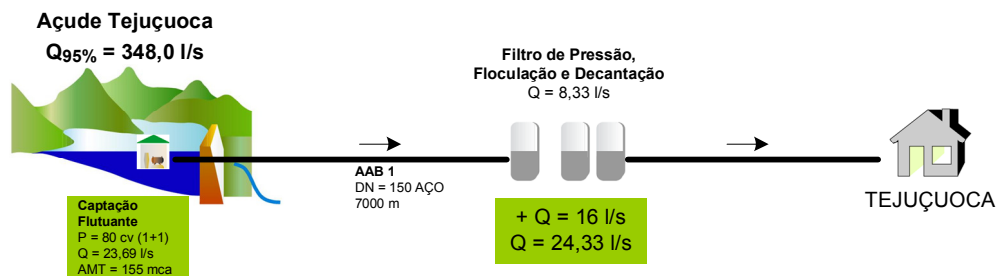 Açude Tejuçuoca
Q95% = 348,0 l/s
Filtro de Pressão,
Floculação e Decantação
Q = 8,33 l/s
AAB 1
DN = 150 AÇO
7000 m
TEJUÇUOCA
Captação
Flutuante
P = 80 cv (1+1)
Q = 23,69 l/s
AMT = 155 mca
+ Q = 16 l/s
Q = 24,33 l/s